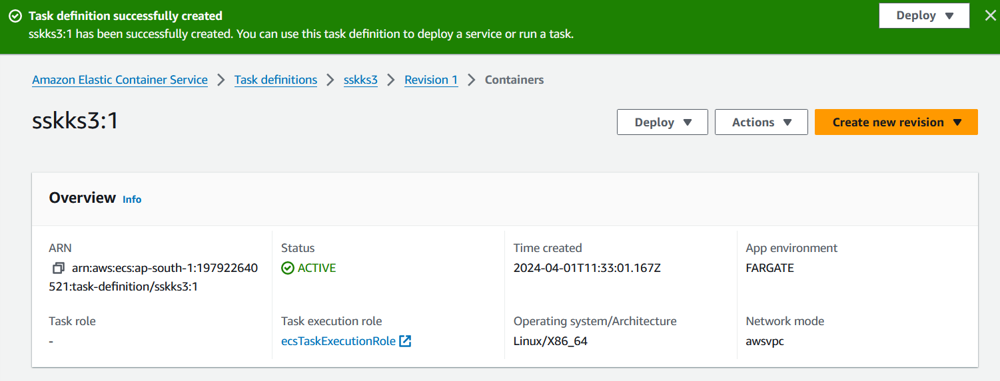 Task definition successfully created
sskks3:1 has been successfully created. You can use this task definition to deploy a service or run a task.
Deploy
Amazon Elastic Container Service
Task definitions
sskks3
Revision 1
Containers
sskks3:1
Deploy
Actions
Create new revision
Overview Info
ARN
arn:aws:ecs:ap-south-1:197922640
521:task-definition/sskks3:1
Status
ACTIVE
Time created
2024-04-01T11:33:01.167Z
App environment
FARGATE
Task role
-
Task execution role
ecsTaskExecutionRole
Operating system/Architecture
Linux/X86_64
Network mode
awsvpc